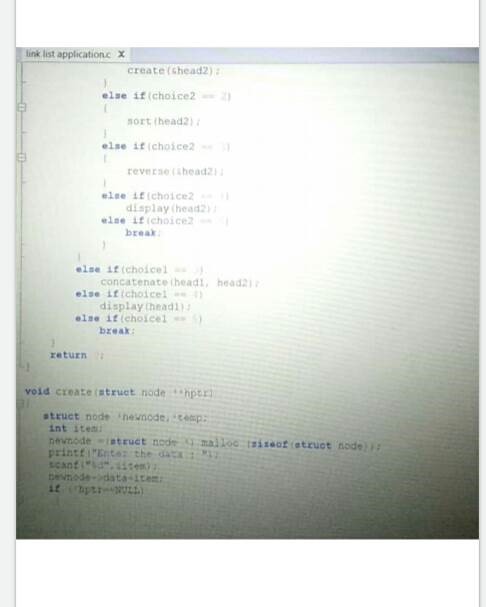 link list application.c X
create(&head2);
}
else if(choice2 == 2)
{
sort(head2);
}
else if(choice2 == 3)
{
reverse(&head2);
}
else if(choice2 ==
display(head2);
else if(choice2 ==
break;
}
}
else if(choice1 == 3)
concatenate(head1, head2);
else if(choice1 == 4)
display(head1);
else if(choice1 == 5)
break;
}
return
}
void create(struct node **hptr)
{
struct node *newnode,*temp;
int item;
newnode =(struct node *) malloc (sizeof(struct node));
printf("Enter the data : ");
scanf("%d",&item);
newnode->data=item;
if (*hptr==NULL)